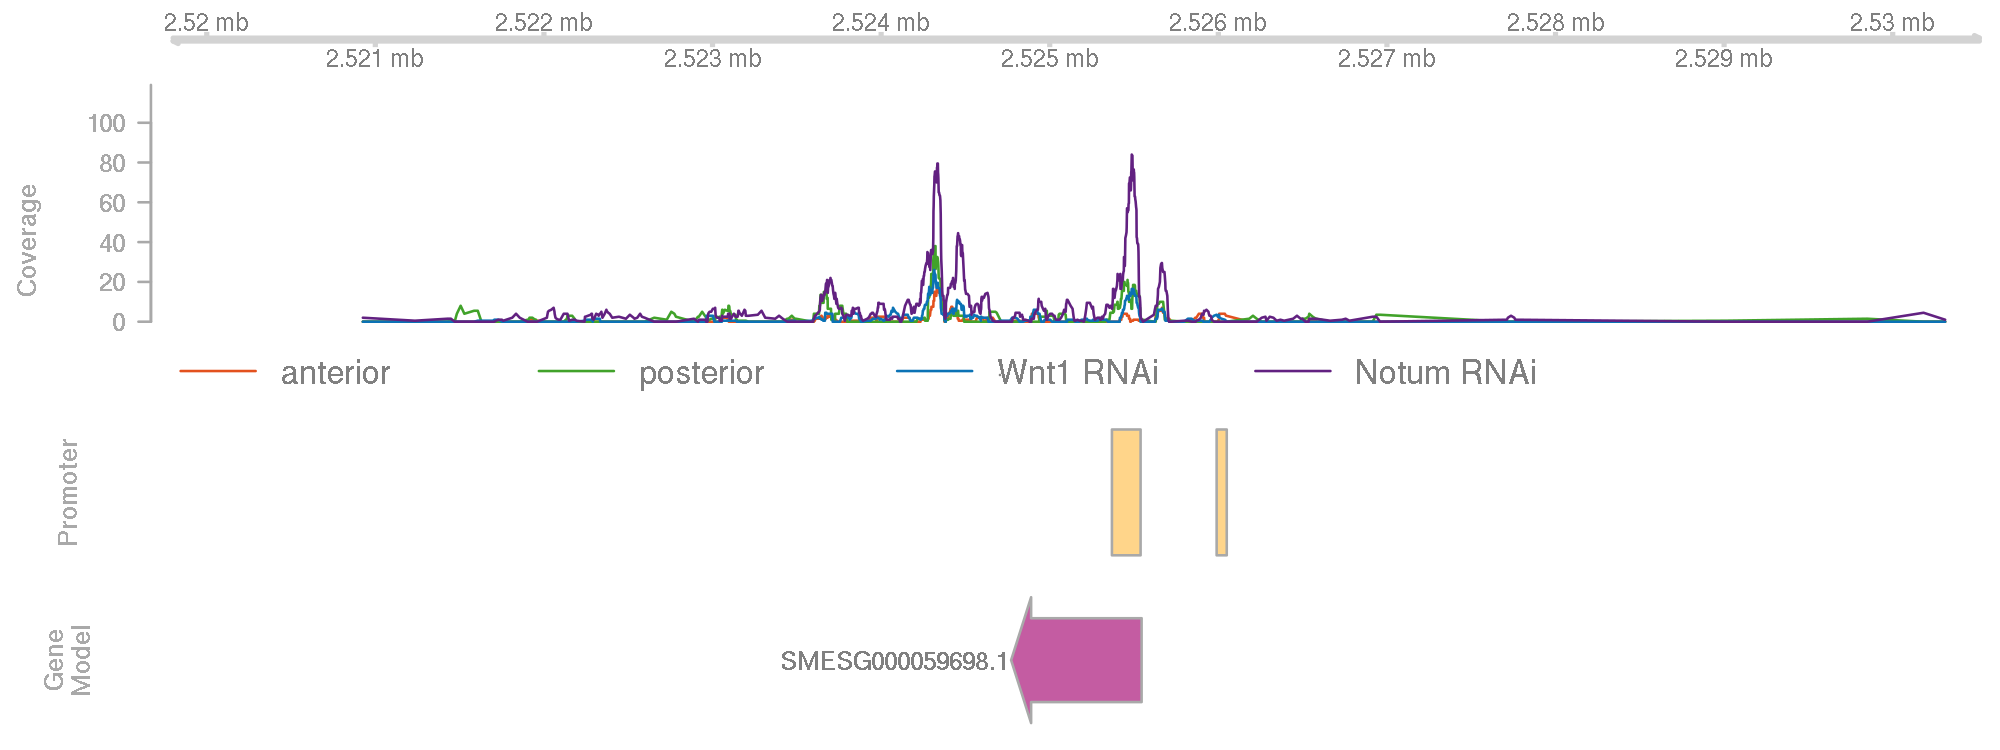 2.52 mb 2.522 mb 2.524 mb 2.526 mb 2.528 mb 2.53 mb
2.521 mb 2.523 mb 2.525 mb 2.527 mb 2.529 mb
Coverage
100
80
60
40
20
0
anterior posterior Wnt1 RNAi Notum RNAi
Promoter
Gene
Model
SMESG000059698.1